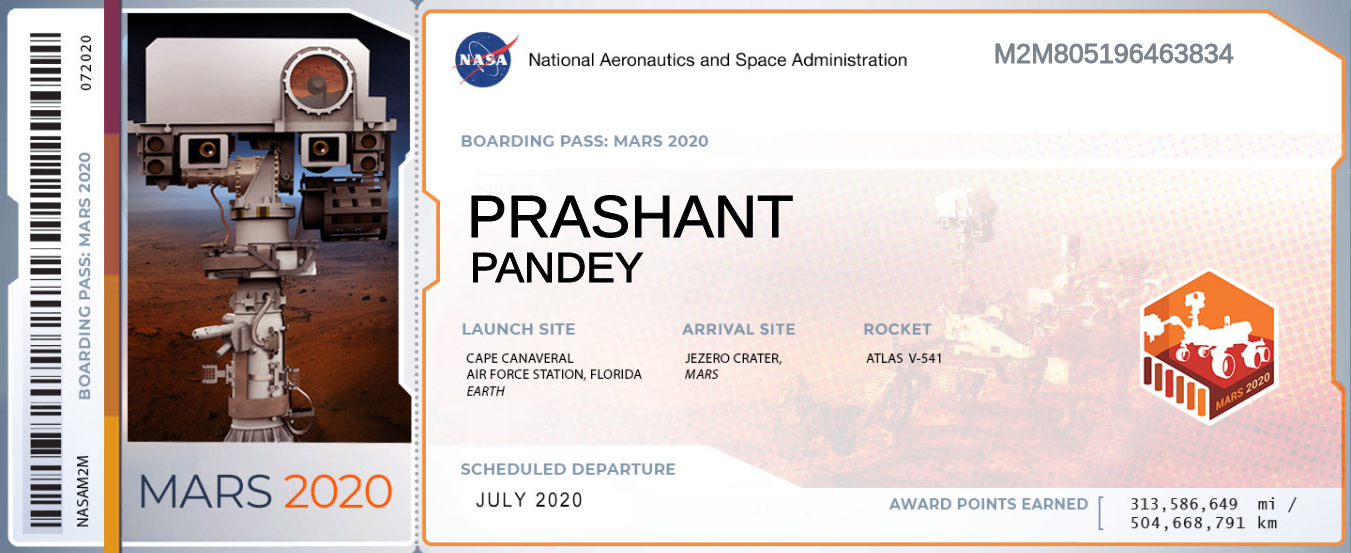 072020
BOARDING PASS: MARS 2020
NASAM2M
MARS 2020
NASA
National Aeronautics and Space Administration
M2M805196463834
BOARDING PASS: MARS 2020
PRASHANT
PANDEY
LAUNCH SITE
CAPE CANAVERAL
AIR FORCE STATION, FLORIDA
EARTH
ARRIVAL SITE
JEZERO CRATER,
MARS
ROCKET
ATLAS V-541
MARS 2020
SCHEDULED DEPARTURE
JULY 2020
AWARD POINTS EARNED
313,586,649 mi /
504,668,791 km